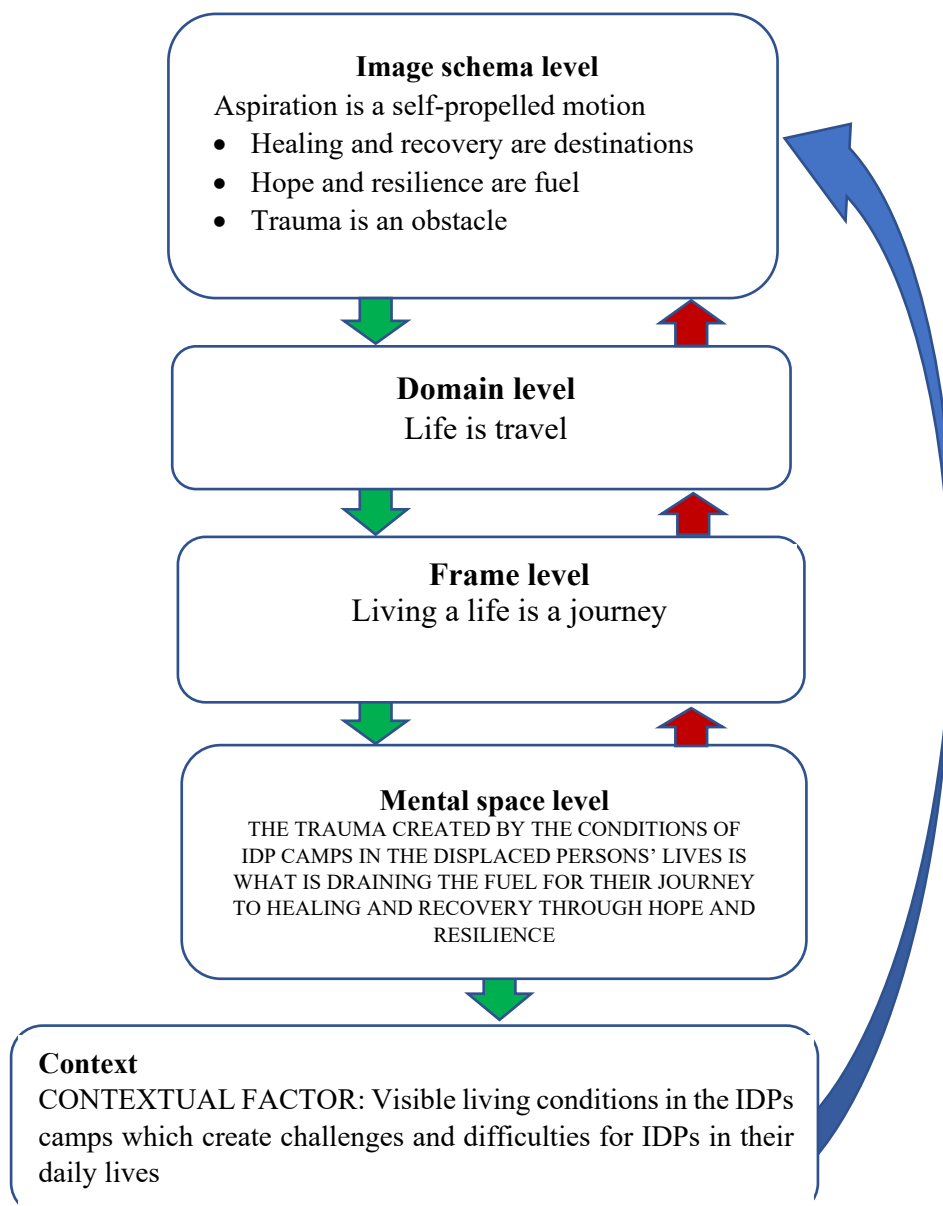 Image schema level
Aspiration is a self-propelled motion
• Healing and recovery are destinations
• Hope and resilience are fuel
• Trauma is an obstacle
Domain level
Life is travel
Frame level
Living a life is a journey
Mental space level
THE TRAUMA CREATED BY THE CONDITIONS OF
IDP CAMPS IN THE DISPLACED PERSONS’ LIVES IS
WHAT IS DRAINING THE FUEL FOR THEIR JOURNEY
TO HEALING AND RECOVERY THROUGH HOPE AND
RESILIENCE
Context
CONTEXTUAL FACTOR: Visible living conditions in the IDPs
camps which create challenges and difficulties for IDPs in their
daily lives